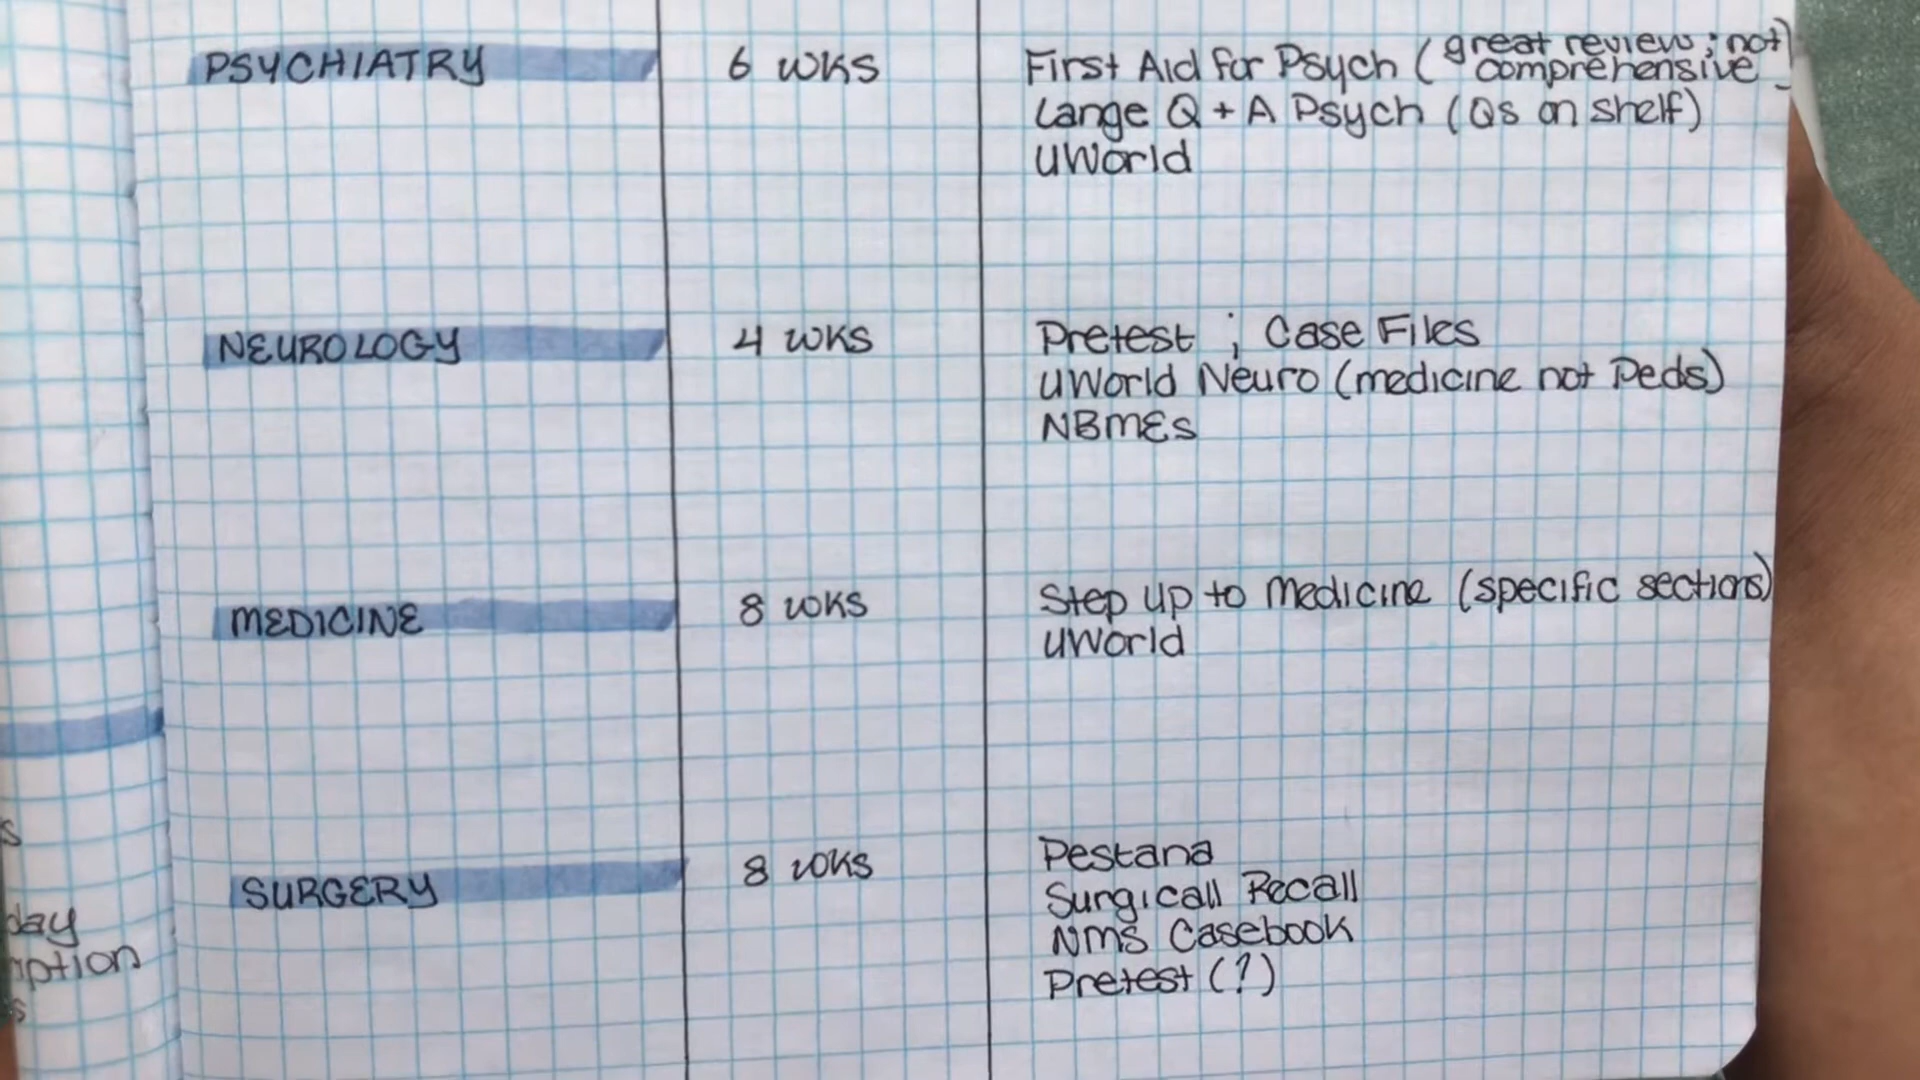 PSYCHIATRY 6 WKS First Aid for Psych (great review; not comprehensive)
Lange Q + A Psych (Qs on shelf)
UWorld
NEUROLOGY 4 WKS Pretest ; Case Files
UWorld Neuro (medicine not Peds)
NBMEs
MEDICINE 8 WKS Step up to Medicine (specific sections)
UWorld
SURGERY 8 WKS Pestana
Surgicall Recall
NMS Casebook
Pretest (?)
day